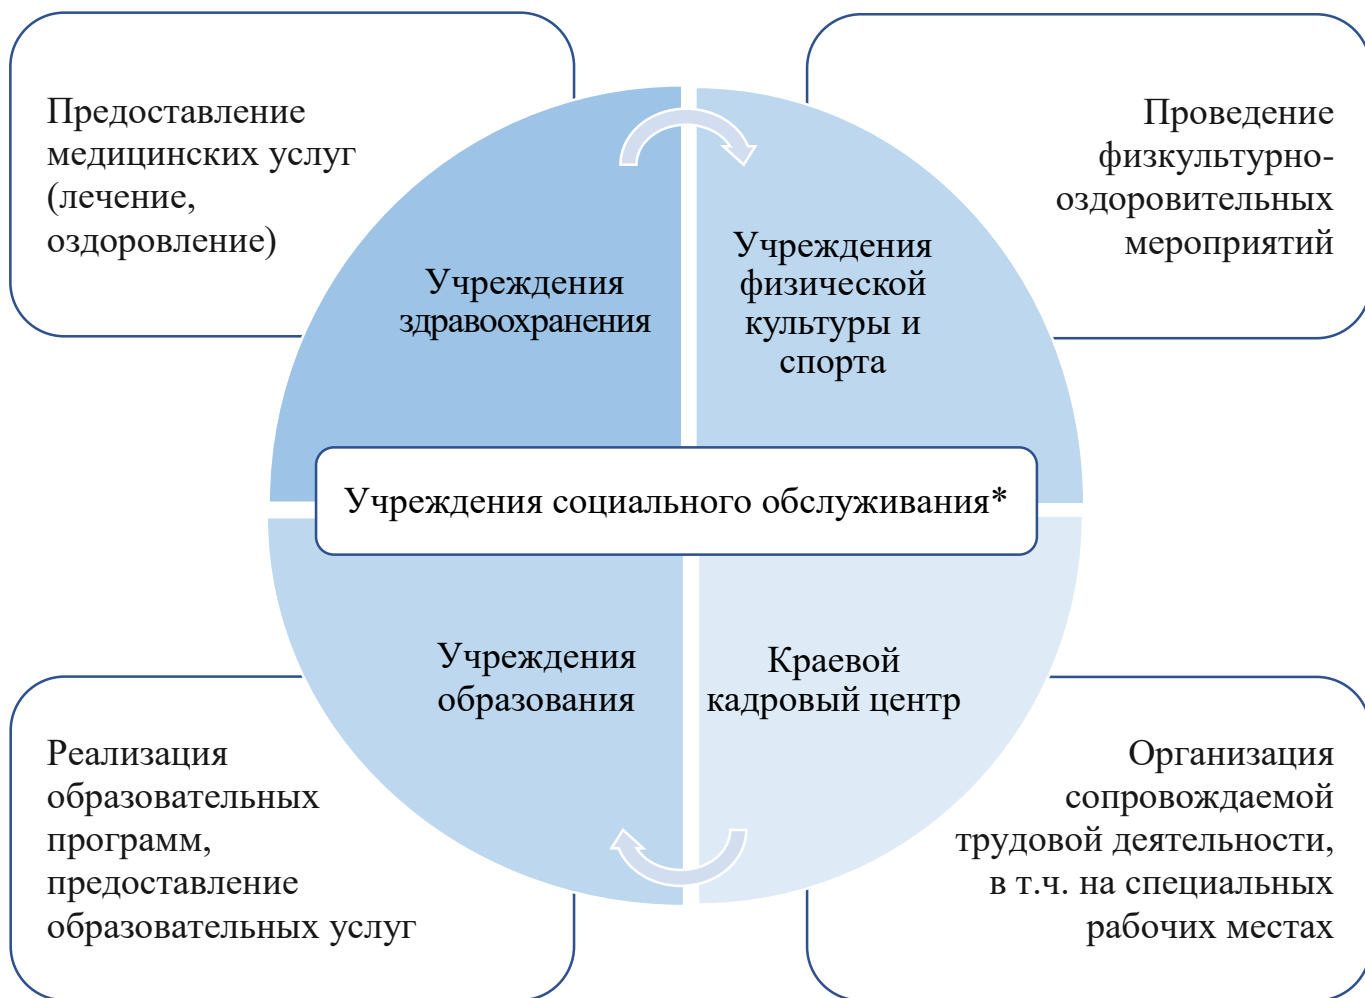 Предоставление
медицинских услуг
(лечение,
оздоровление)
Проведение
физкультурно-
оздоровительных
мероприятий
Учреждения
здравоохранения
Учреждения
физической
культуры и
спорта
Учреждения социального обслуживания*
Учреждения
образования
Краевой
кадровый центр
Реализация
образовательных
программ,
предоставление
образовательных услуг
Организация
сопровождаемой
трудовой деятельности,
в т.ч. на специальных
рабочих местах